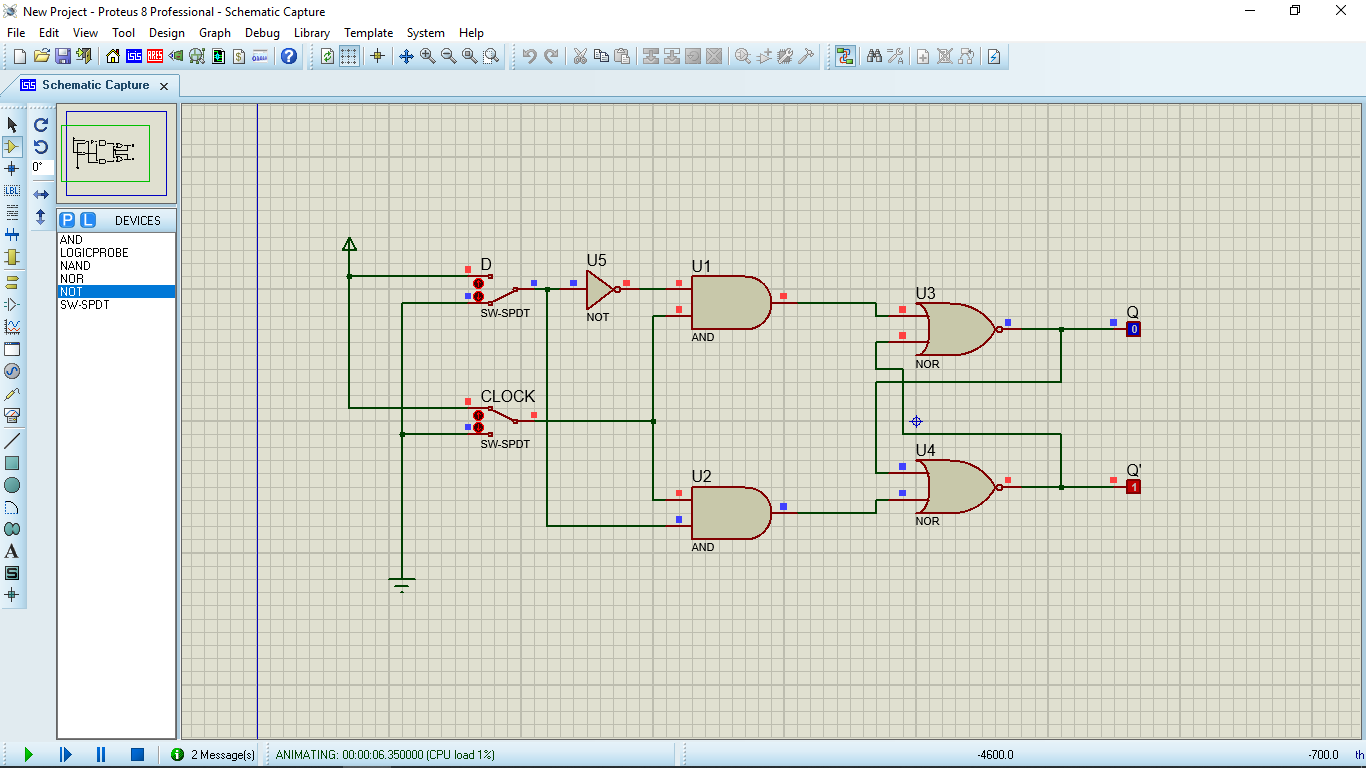 New Project - Proteus 8 Professional - Schematic Capture
File Edit View Tool Design Graph Debug Library Template System Help
Schematic Capture
0°
LBL
P L DEVICES
AND
LOGICPROBE
NAND
NOR
NOT
NOT
SW-SPDT
A
S
D
SW-SPDT
U5
NOT
U1
AND
U3
NOR
Q
0
CLOCK
SW-SPDT
U2
AND
U4
NOR
Q'
1
2 Message(s)
ANIMATING: 00:00:06.350000 (CPU load 1%)
-4600.0
-700.0
th